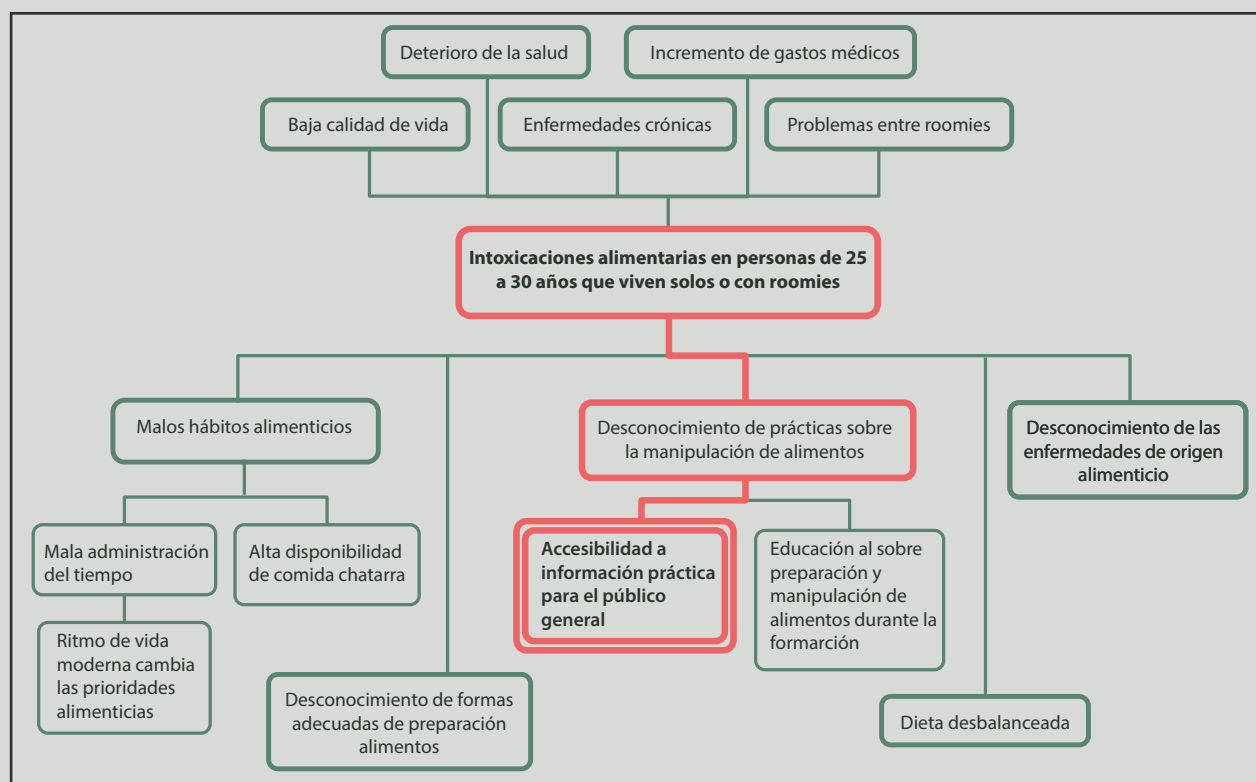 Deterioro de la salud
Incremento de gastos médicos
Baja calidad de vida
Enfermedades crónicas
Problemas entre roomies
Intoxicaciones alimentarias en personas de 25
a 30 años que viven solos o con roomies
Malos hábitos alimenticios
Desconocimiento de prácticas sobre
la manipulación de alimentos
Desconocimiento de las
enfermedades de origen
alimenticio
Mala administración
del tiempo
Alta disponibilidad
de comida chatarra
Accesibilidad a
información práctica
para el público
general
Educación al sobre
preparación y
manipulación de
alimentos durante la
formarción
Ritmo de vida
moderna cambia
las prioridades
alimenticias
Desconocimiento de formas
adecuadas de preparación
alimentos
Dieta desbalanceada